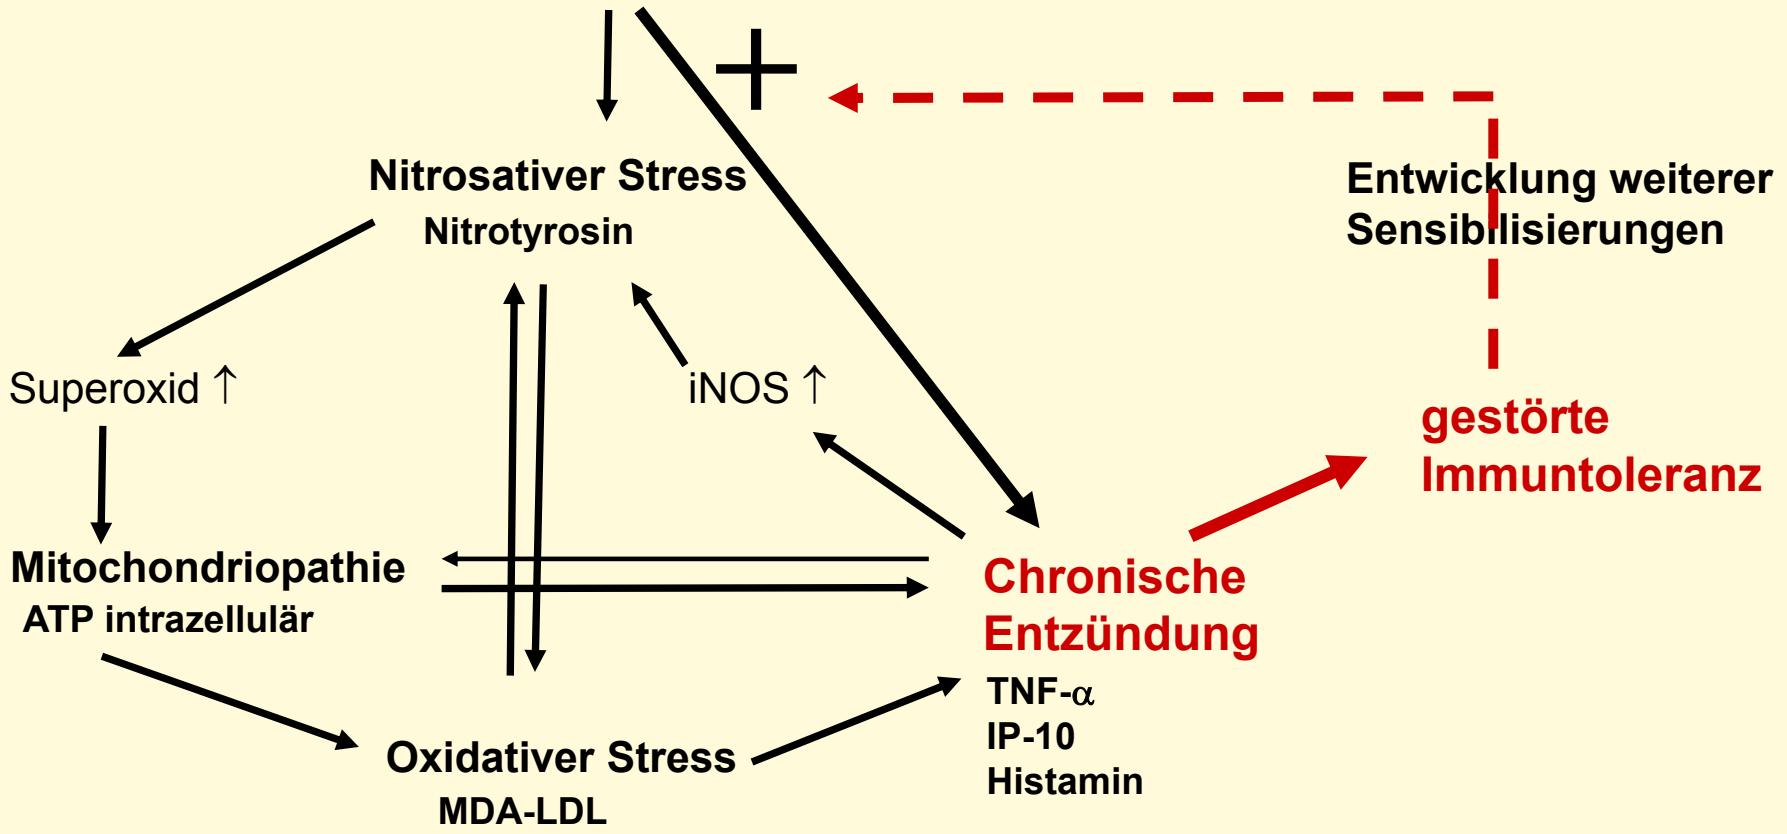 +
Nitrosativer Stress
Nitrotyrosin
Entwicklung weiterer
Sensibilisierungen
Superoxid ↑
iNOS ↑
gestörte
Immuntoleranz
Mitochondriopathie
ATP intrazellulär
Chronische
Entzündung
TNF-α
IP-10
Histamin
Oxidativer Stress
MDA-LDL